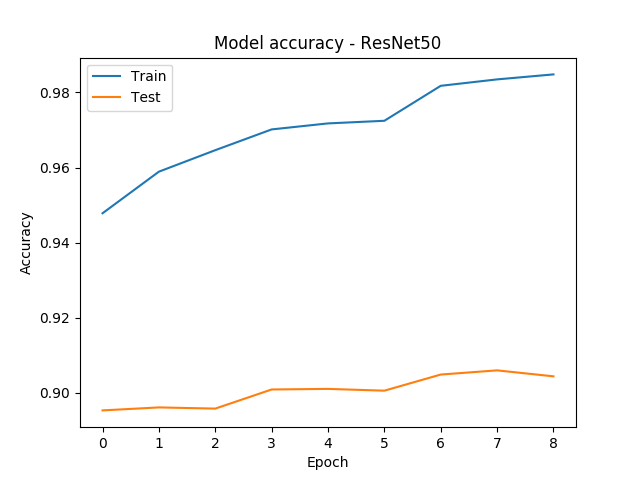 Model accuracy - ResNet50
Train
Test
0.98
0.96
0.94
0.92
0.90
Accuracy
0 1 2 3 4 5 6 7 8
Epoch